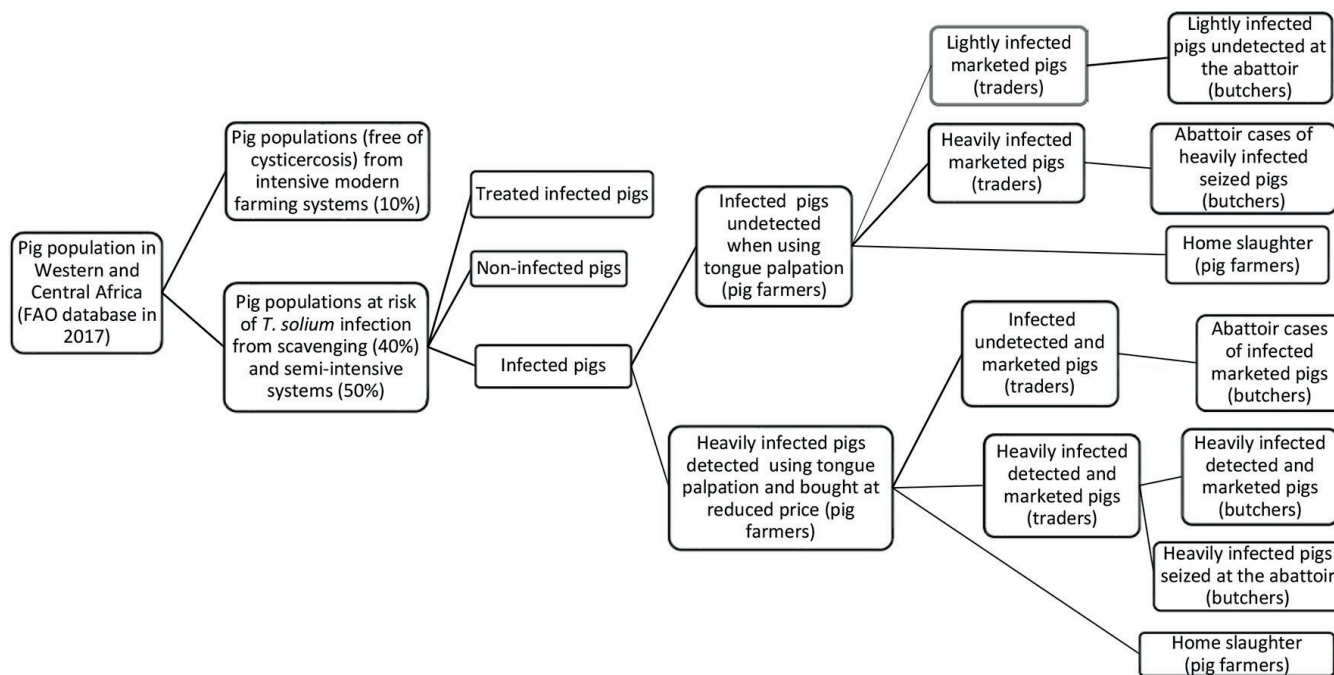 Pig population in
Western and
Central Africa
(FAO database in
2017)
Pig populations (free
of cysticercosis) from
intensive modern
farming systems (10%)
Pig populations at risk
of T. solium infection
from scavenging (40%)
and semi-intensive
systems (50%)
Treated infected pigs
Non-infected pigs
Infected pigs
Infected pigs
undetected
when using
tongue palpation
(pig farmers)
Heavily infected pigs
detected using tongue
palpation and bought at
reduced price (pig
farmers)
Lightly infected
marketed pigs
(traders)
Heavily infected
marketed pigs
(traders)
Infected
undetected and
marketed pigs
(traders)
Heavily infected
detected and
marketed pigs
(traders)
Lightly infected
pigs undetected at
the abattoir
(butchers)
Abattoir cases of
heavily infected
seized pigs
(butchers)
Home slaughter
(pig farmers)
Abattoir cases
of infected
marketed pigs
(butchers)
Heavily infected
detected and
marketed pigs
(butchers)
Heavily infected pigs
seized at the abattoir
(butchers)
Home slaughter
(pig farmers)